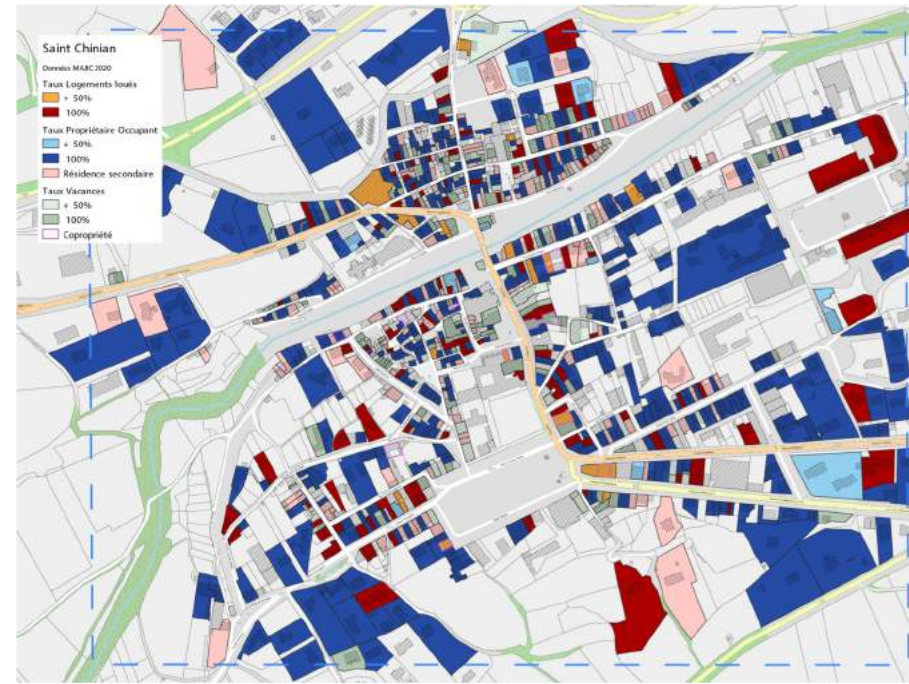 Saint Chinian
Données MAJIC 2020
Taux Logements loués
+ 50%
100%
Taux Propriétaire Occupant
+ 50%
100%
Résidence secondaire
Taux Vacances
+ 50%
100%
Copropriété